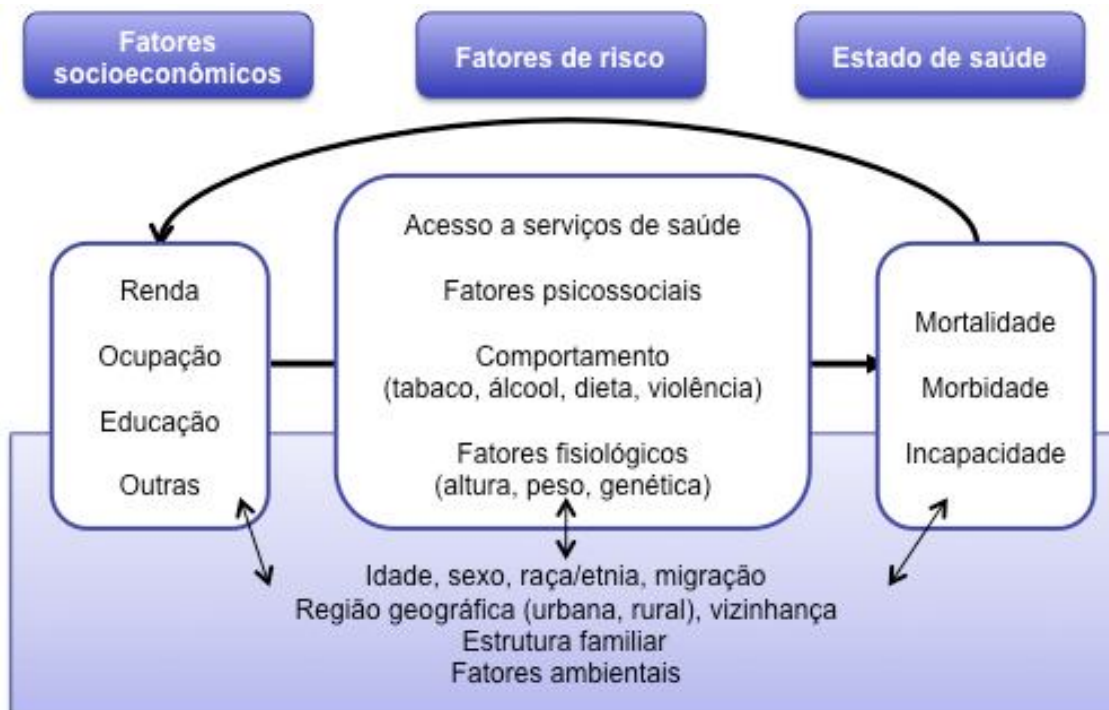 Fatores
socioeconômicos
Fatores de risco
Estado de saúde
Renda
Ocupação
Educação
Outras
Acesso a serviços de saúde
Fatores psicossociais
Comportamento
(tabaco, álcool, dieta, violência)
Fatores fisiológicos
(altura, peso, genética)
Mortalidade
Morbidade
Incapacidade
Idade, sexo, raça/etnia, migração
Região geográfica (urbana, rural), vizinhança
Estrutura familiar
Fatores ambientais